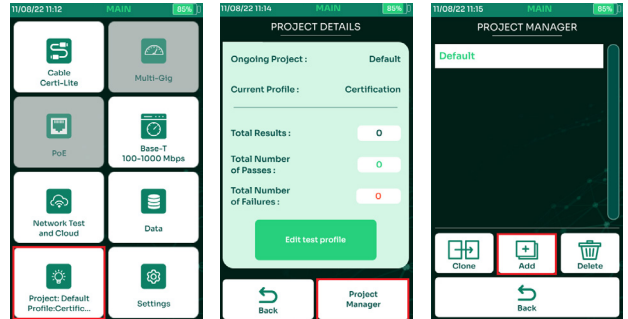 11/08/22 11:12 MAIN 85%
Cable
Certi-Lite
Multi-Gig
PoE
Base-T
100-1000 Mbps
Network Test
and Cloud
Data
Project: Default
Profile:Certific...
Settings
11/08/22 11:14 MAIN 85%
PROJECT DETAILS
Ongoing Project : Default
Current Profile : Certification
Total Results : 0
Total Number
of Passes : 0
Total Number
of Failures : 0
Edit test profile
Back
Project
Manager
11/08/22 11:15 MAIN 85%
PROJECT MANAGER
Default
Clone
Add
Delete
Back